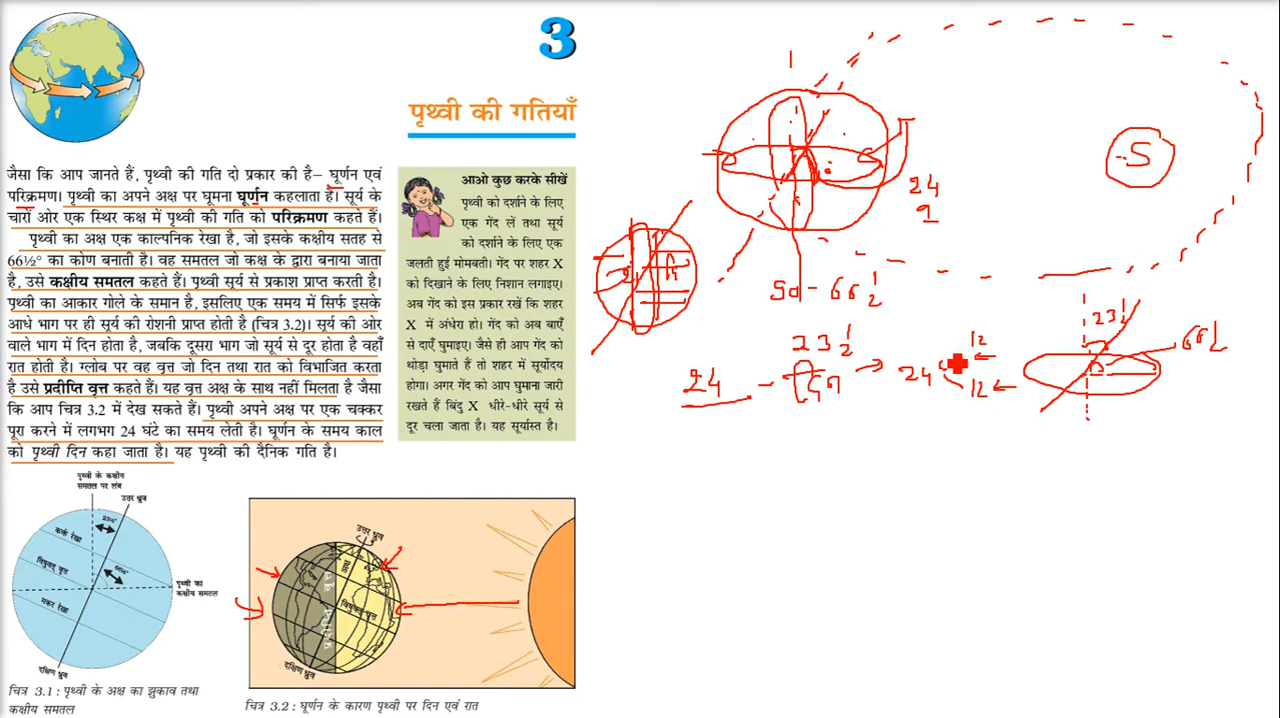 3
पृथ्वी की गतियाँ
जैसा कि आप जानते हैं, पृथ्वी की गति दो प्रकार की है– घूर्णन एवं
परिक्रमण। पृथ्वी का अपने अक्ष पर घूमना घूर्णन कहलाता है। सूर्य के
चारों ओर एक स्थिर कक्ष में पृथ्वी की गति को परिक्रमण कहते हैं।
पृथ्वी का अक्ष एक काल्पनिक रेखा है, जो इसके कक्षीय सतह से
66½° का कोण बनाती है। वह समतल जो कक्ष के द्वारा बनाया जाता
है, उसे कक्षीय समतल कहते हैं। पृथ्वी सूर्य से प्रकाश प्राप्त करती है।
पृथ्वी का आकार गोले के समान है, इसलिए एक समय में सिर्फ इसके
आधे भाग पर ही सूर्य की रोशनी प्राप्त होती है (चित्र 3.2)। सूर्य की ओर
वाले भाग में दिन होता है, जबकि दूसरा भाग जो सूर्य से दूर होता है वहाँ
रात होती है। ग्लोब पर वह वृत्त जो दिन तथा रात को विभाजित करता
है उसे प्रदीप्ति वृत्त कहते हैं। यह वृत्त अक्ष के साथ नहीं मिलता है जैसा
कि आप चित्र 3.2 में देख सकते हैं। पृथ्वी अपने अक्ष पर एक चक्कर
पूरा करने में लगभग 24 घंटे का समय लेती है। घूर्णन के समय काल
को पृथ्वी दिन कहा जाता है। यह पृथ्वी की दैनिक गति है।
आओ कुछ करके सीखें
पृथ्वी को दर्शाने के लिए
एक गेंद लें तथा सूर्य
को दर्शाने के लिए एक
जलती हुई मोमबत्ती। गेंद पर शहर X
को दिखाने के लिए निशान लगाइए।
अब गेंद को इस प्रकार रखें कि शहर
X में अंधेरा हो। गेंद को अब बाएँ
से दाएँ घुमाइए। जैसे ही आप गेंद को
थोड़ा घुमाते हैं तो शहर में सूर्योदय
होगा। अगर गेंद को आप घुमाना जारी
रखते हैं बिंदु X धीरे-धीरे सूर्य से
दूर चला जाता है। यह सूर्यास्त है।
पृथ्वी के कक्षीय
समतल पर लंब
उत्तर ध्रुव
23½°
कर्क रेखा
विषुवत् वृत्त
66½°
मकर रेखा
पृथ्वी का
कक्षीय समतल
दक्षिण ध्रुव
चित्र 3.1 : पृथ्वी के अक्ष का झुकाव तथा
कक्षीय समतल
उत्तर ध्रुव
अक्ष
विषुवत् वृत्त
प्रदीप्ति वृत्त
दक्षिण ध्रुव
चित्र 3.2 : घूर्णन के कारण पृथ्वी पर दिन एवं रात
S
24
66½
23½
24 – दिन → 24
12
12
23½
66½